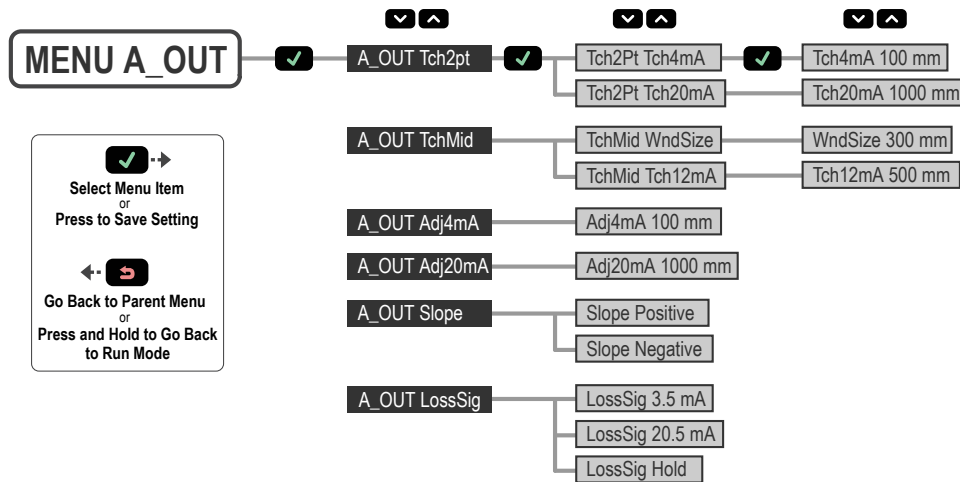 MENU A_OUT
A_OUT Tch2pt
Tch2Pt Tch4mA
Tch4mA 100 mm
Tch2Pt Tch20mA
Tch20mA 1000 mm
A_OUT TchMid
TchMid WndSize
WndSize 300 mm
TchMid Tch12mA
Tch12mA 500 mm
A_OUT Adj4mA
Adj4mA 100 mm
A_OUT Adj20mA
Adj20mA 1000 mm
A_OUT Slope
Slope Positive
Slope Negative
A_OUT LossSig
LossSig 3.5 mA
LossSig 20.5 mA
LossSig Hold
Select Menu Item
or
Press to Save Setting
Go Back to Parent Menu
or
Press and Hold to Go Back
to Run Mode